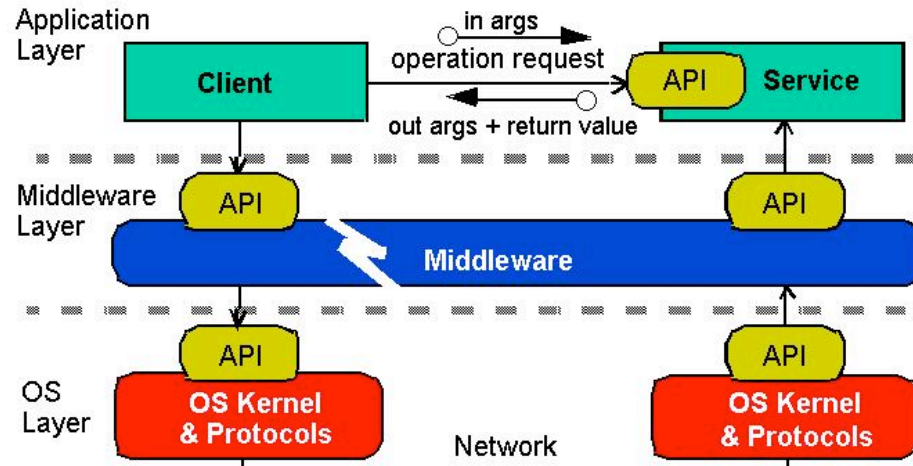 Application
Layer
in args
operation request
Client
API
Service
out args + return value
Middleware
Layer
API
API
Middleware
API
API
OS
Layer
OS Kernel
& Protocols
Network
OS Kernel
& Protocols